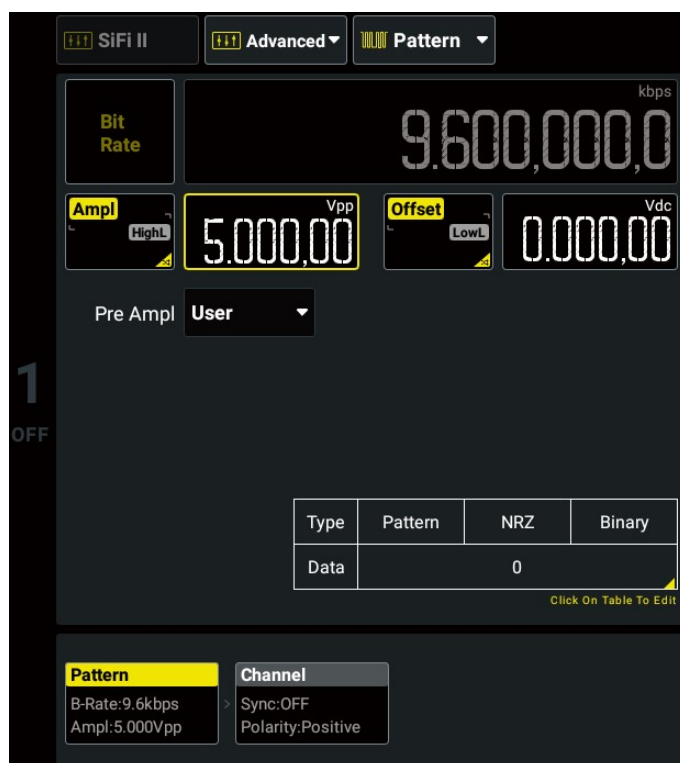 SiFi II
Advanced
Pattern
Bit
Rate
kbps
9.600,000,0
Ampl
HighL
Vpp
5.000,00
Offset
LowL
Vdc
0.000,00
Pre Ampl
User
1
OFF
Type Pattern NRZ Binary
Data 0
Click On Table To Edit
Pattern
B-Rate:9.6kbps
Ampl:5.000Vpp
>
Channel
Sync:OFF
Polarity:Positive